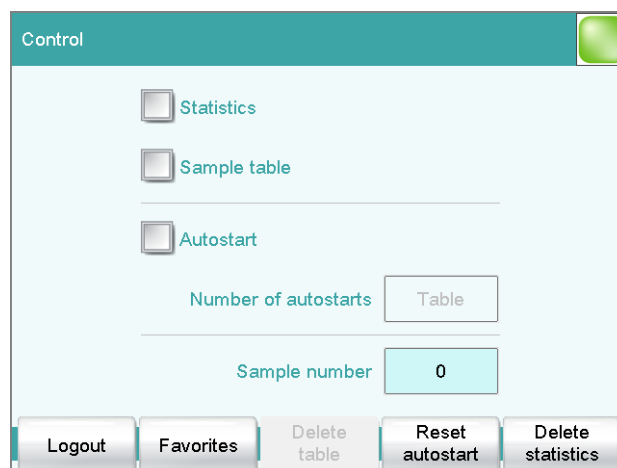 Control
Statistics
Sample table
Autostart
Number of autostarts Table
Sample number 0
Logout Favorites Delete table Reset autostart Delete statistics